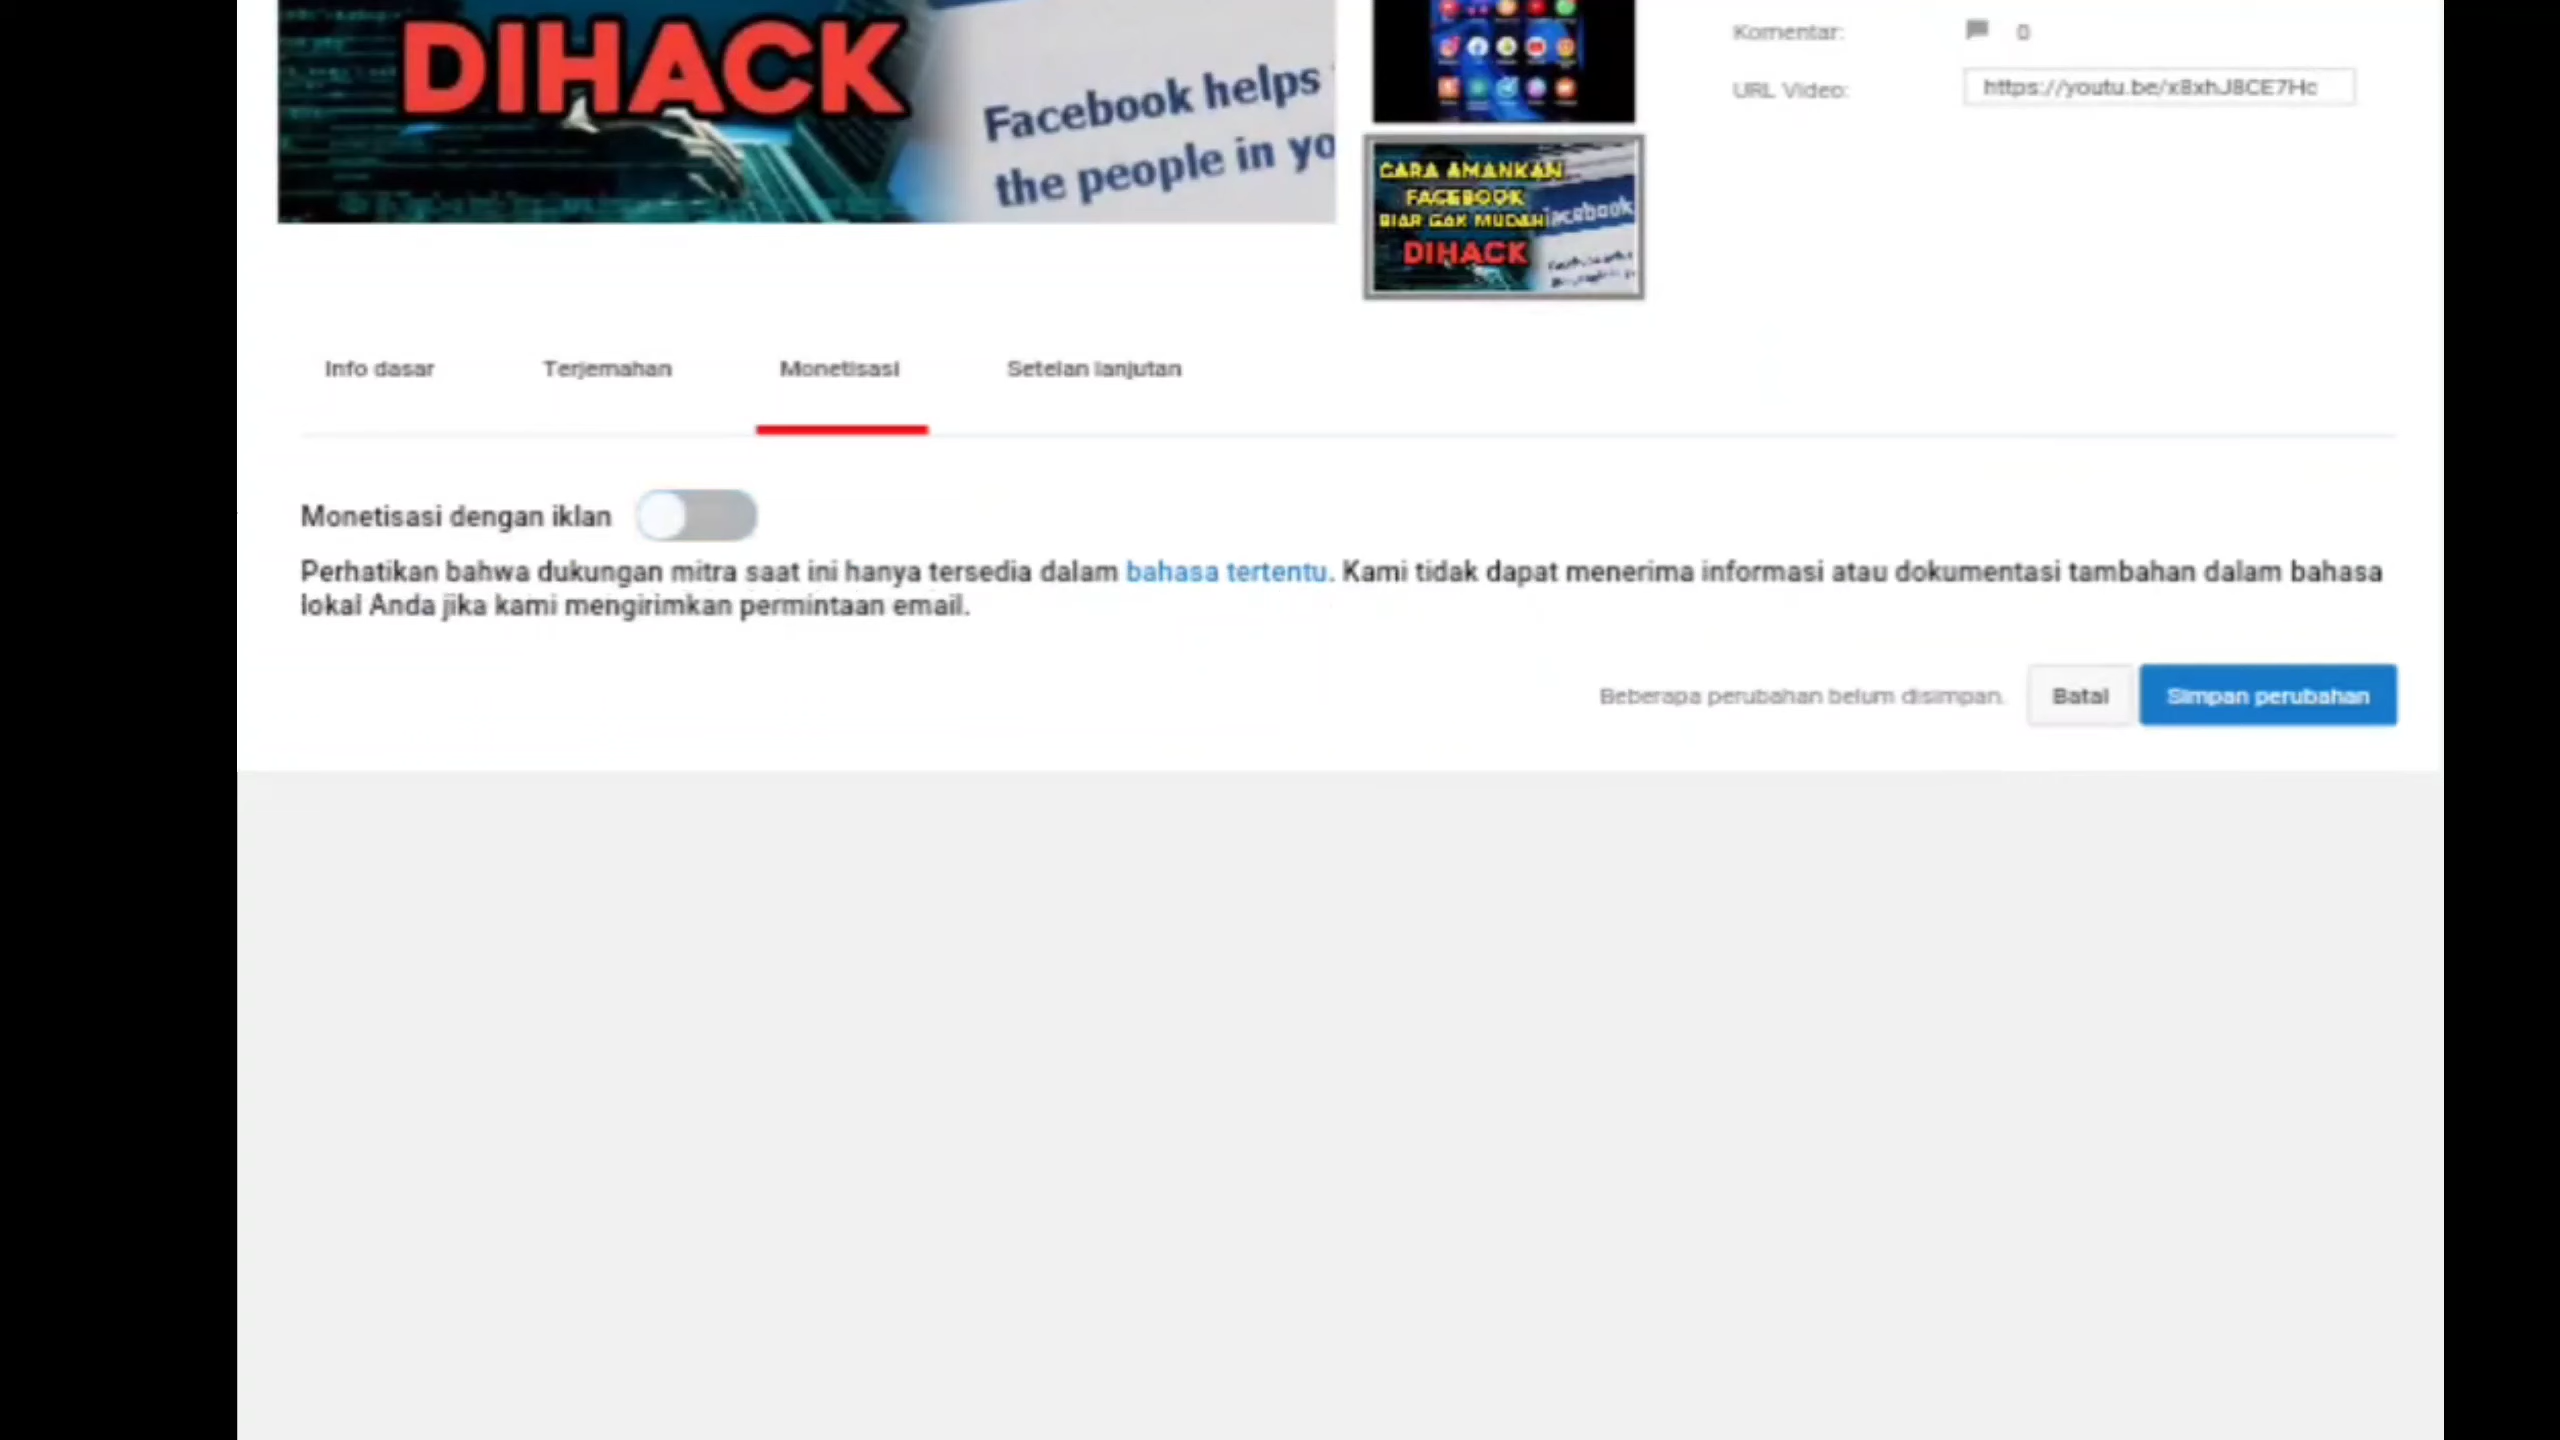 DIHACK
Facebook helps
the people in yo
Komentar: 0
URL Video: https://youtu.be/x8xhJ8CE7Hc
CARA AMANKAN
FACEBOOK
BIAR GAK MUDAH
DIHACK
facebook
Info dasar
Terjemahan
Monetisasi
Setelan lanjutan
Monetisasi dengan iklan
Perhatikan bahwa dukungan mitra saat ini hanya tersedia dalam bahasa tertentu. Kami tidak dapat menerima informasi atau dokumentasi tambahan dalam bahasa
lokal Anda jika kami mengirimkan permintaan email.
Beberapa perubahan belum disimpan.
Batal
Simpan perubahan